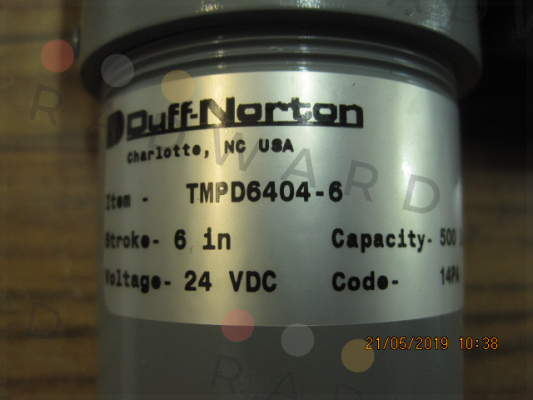 Duff-Norton
Charlotte, NC USA
Item - TMPD6404-6
Stroke- 6 in Capacity- 500
Voltage- 24 VDC Code- 14PA
21/05/2019 10:38